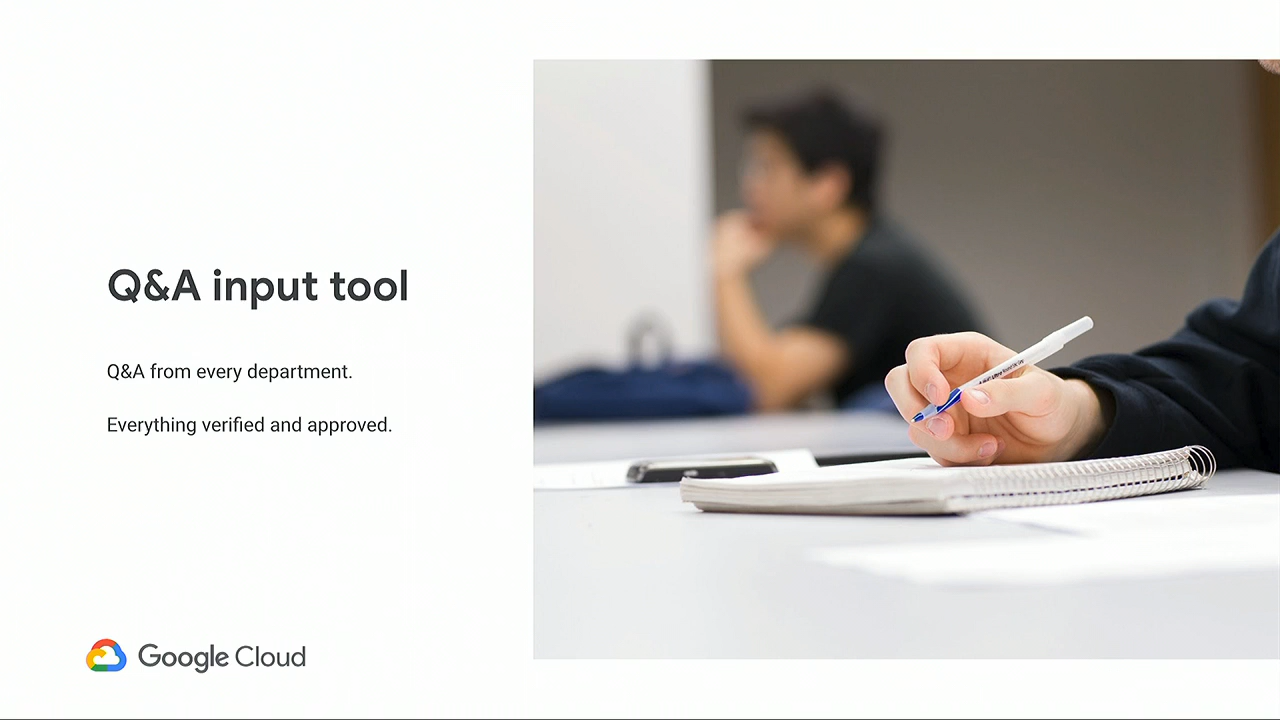 Q&A input tool
Q&A from every department.
Everything verified and approved.
Google Cloud